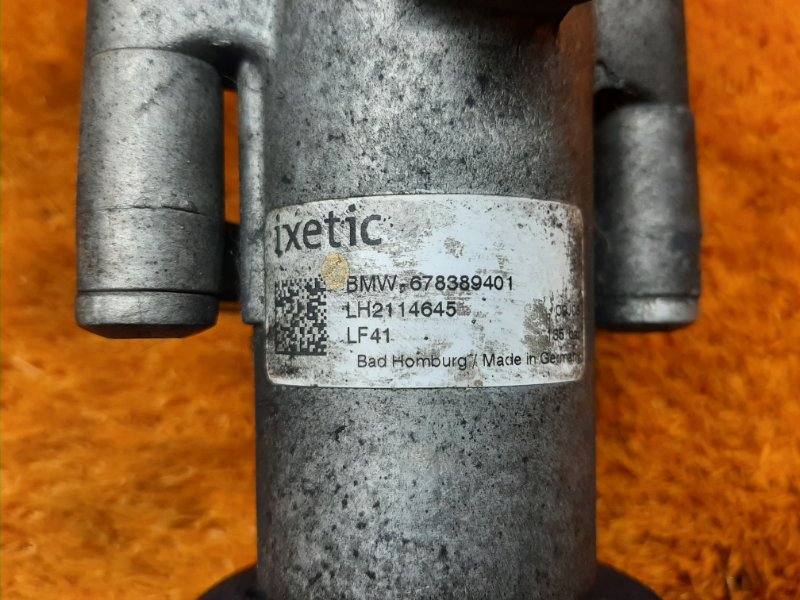 ixetic
BMW 678389401
LH2114645
LF41
Bad Homburg / Made in Germany